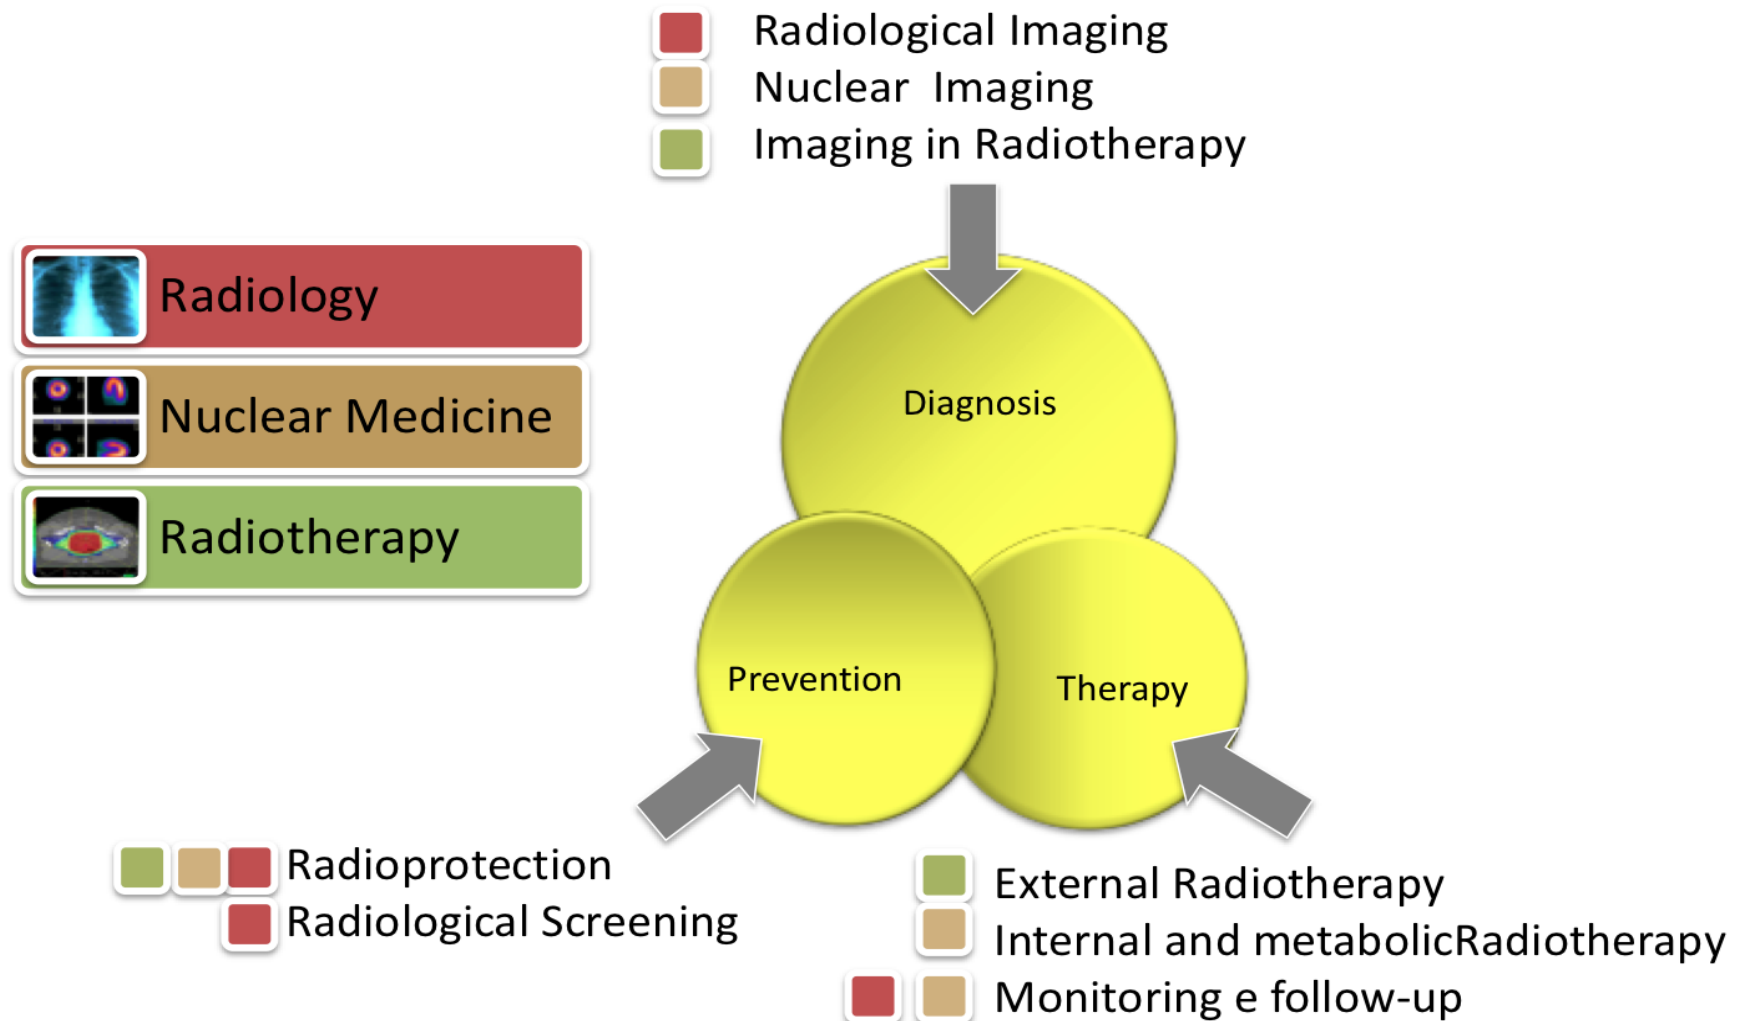 Radiological Imaging
Nuclear Imaging
Imaging in Radiotherapy
Radiology
Nuclear Medicine
Radiotherapy
Diagnosis
Prevention
Therapy
Radioprotection
Radiological Screening
External Radiotherapy
Internal and metabolicRadiotherapy
Monitoring e follow-up